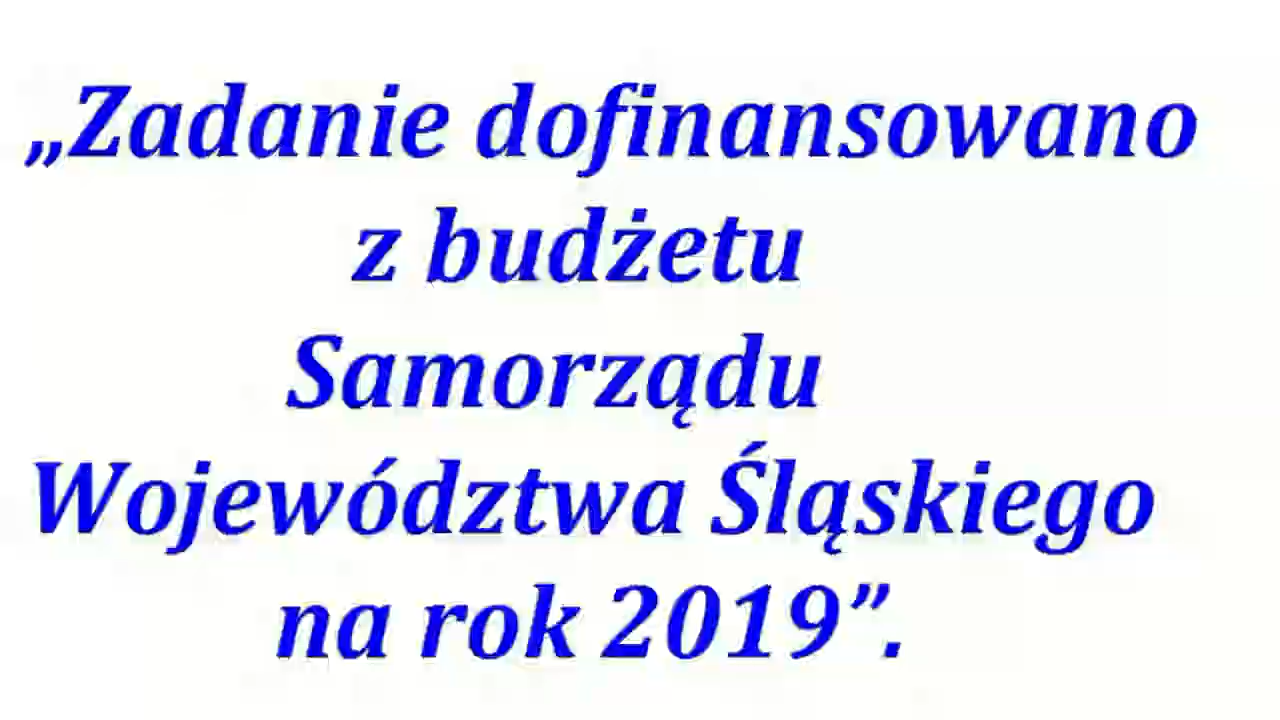 „Zadanie dofinansowano
z budżetu
Samorządu
Województwa Śląskiego
na rok 2019”.